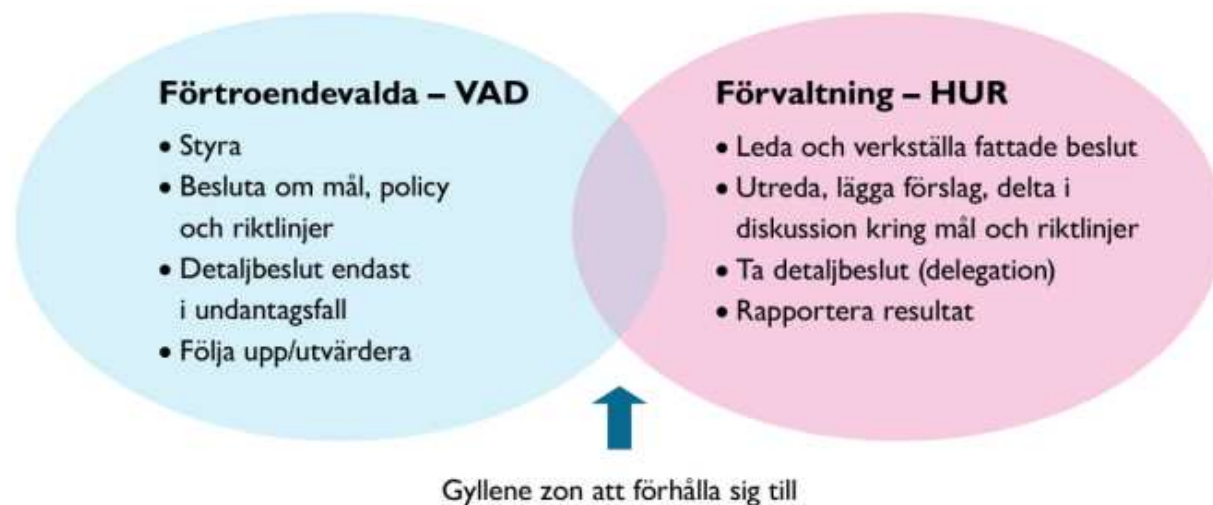 Förtroendevalda – VAD
• Styra
• Besluta om mål, policy
och riktlinjer
• Detaljbeslut endast
i undantagsfall
• Följa upp/utvärdera
Förvaltning – HUR
• Leda och verkställa fattade beslut
• Utreda, lägga förslag, delta i
diskussion kring mål och riktlinjer
• Ta detaljbeslut (delegation)
• Rapportera resultat
Gyllene zon att förhålla sig till